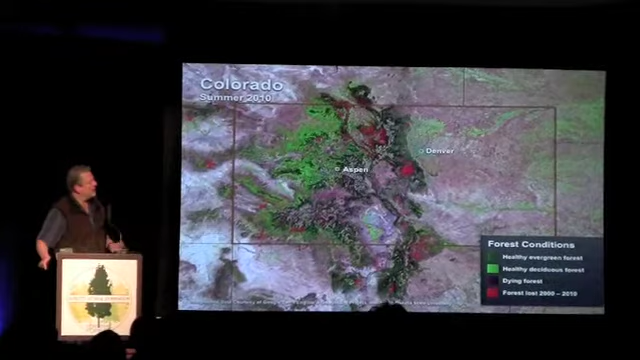 Colorado
Summer 2010
Denver
Aspen
Forest Conditions
Healthy evergreen forest
Healthy deciduous forest
Dying forest
Forest lost 2000 – 2010